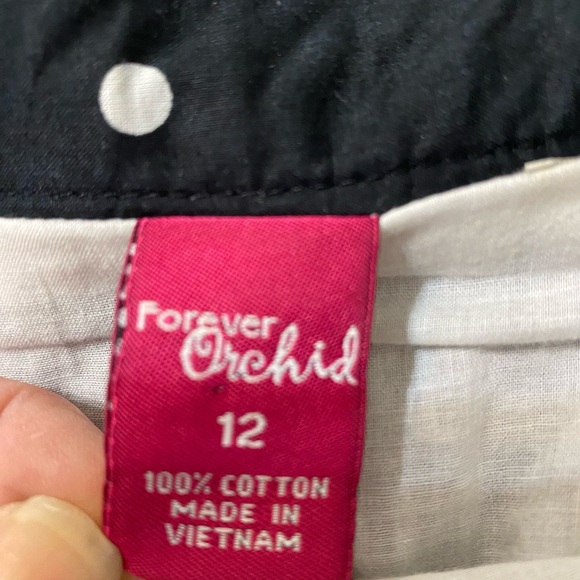 Forever
Orchid
12
100% COTTON
MADE IN
VIETNAM